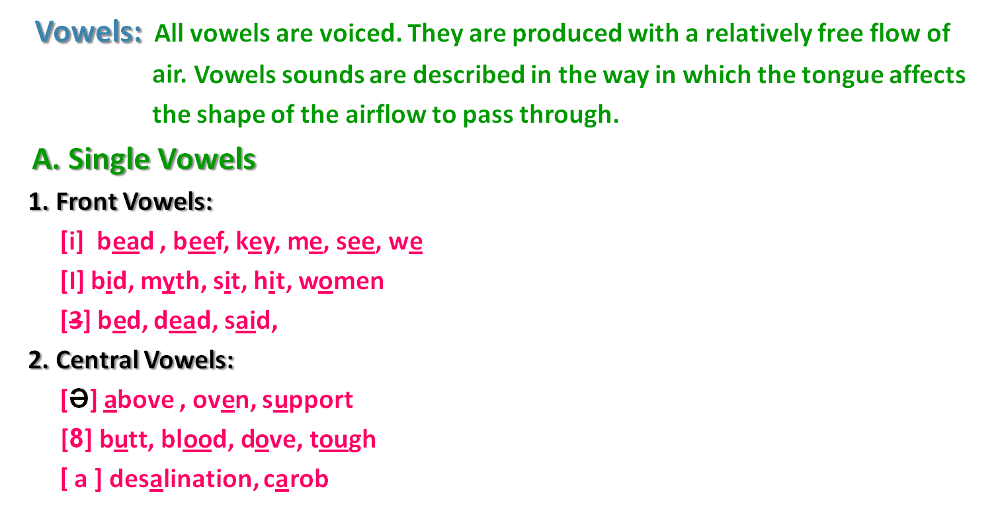 Vowels: All vowels are voiced. They are produced with a relatively free flow of
air. Vowels sounds are described in the way in which the tongue affects
the shape of the airflow to pass through.
A. Single Vowels
1. Front Vowels:
[i] bead , beef, key, me, see, we
[I] bid, myth, sit, hit, women
[3] bed, dead, said,
2. Central Vowels:
[Ə] above , oven, support
[8] butt, blood, dove, tough
[ a ] desalination, carob